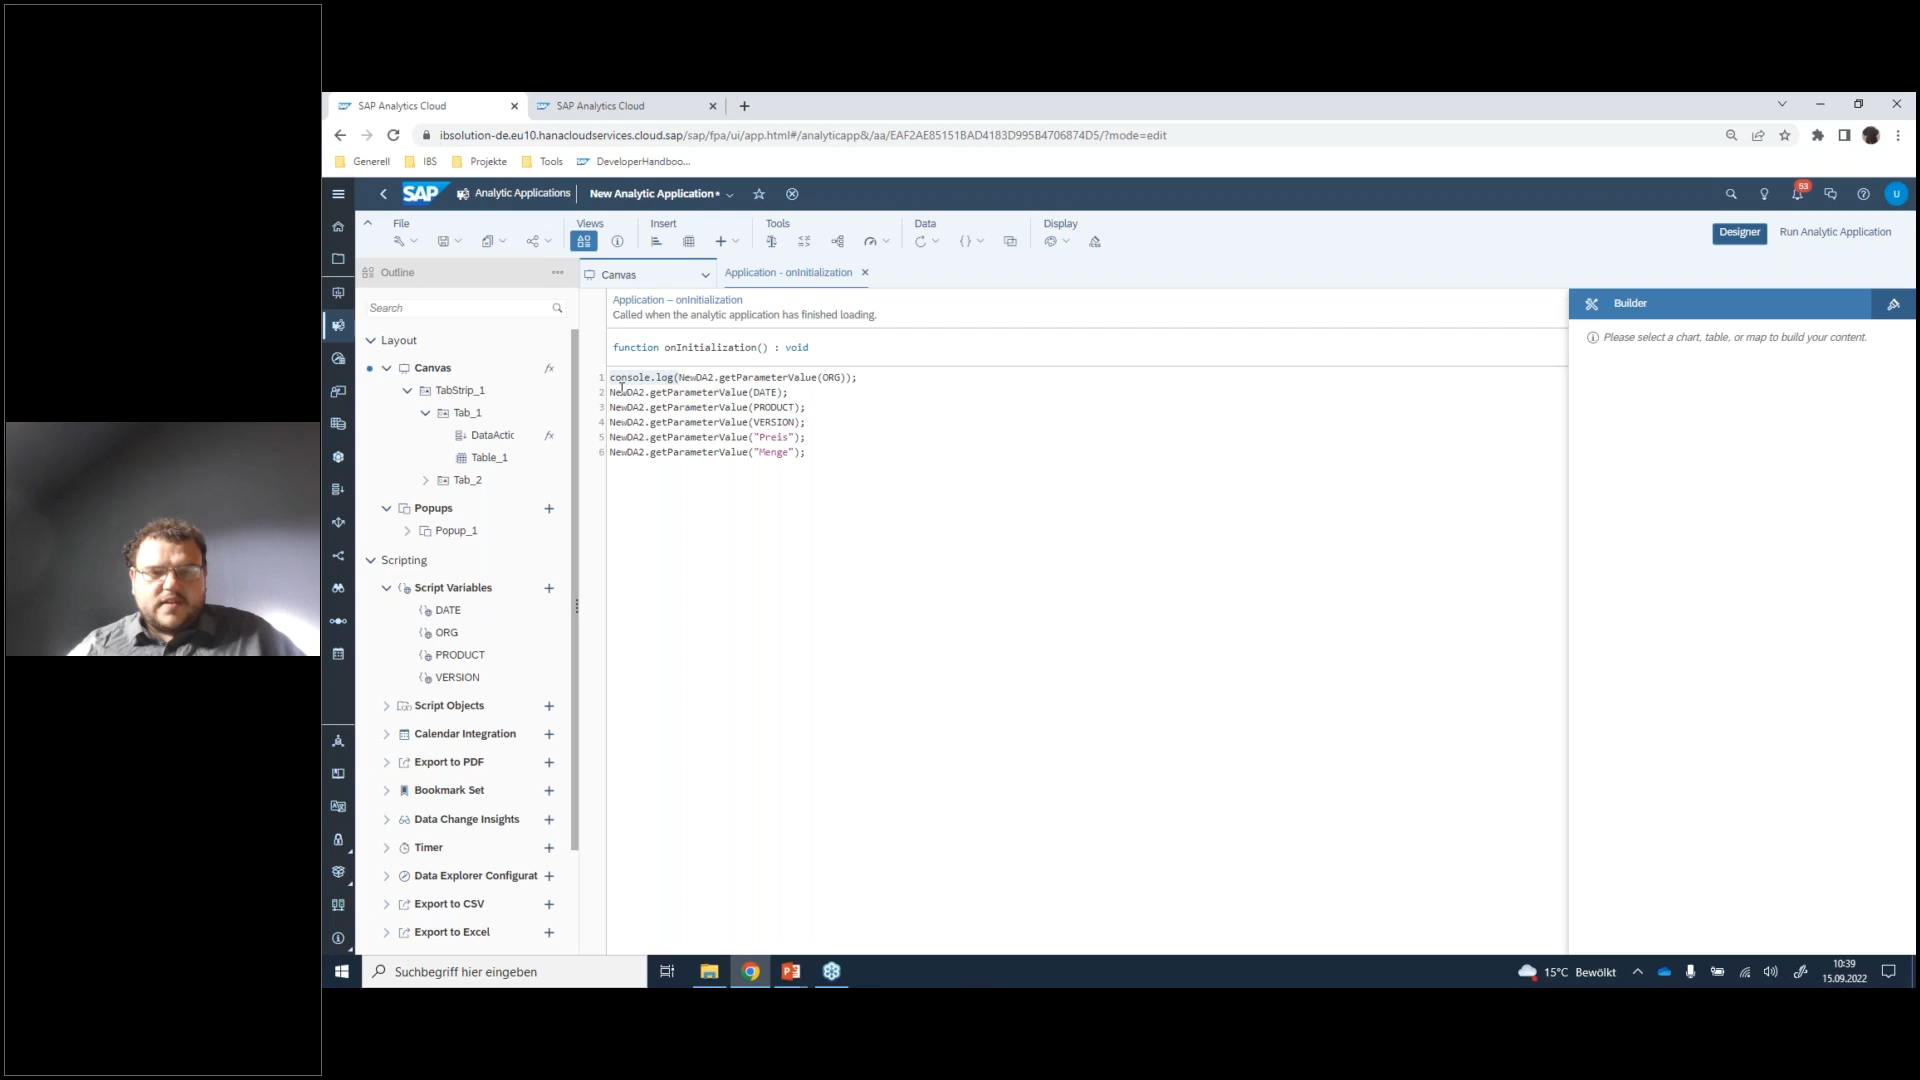 SAP Analytics Cloud
SAP Analytics Cloud
ibsolution-de.eu10.hanacloudservices.cloud.sap/sap/fpa/ui/app.html#/analyticapp&/aa/EAF2AE85151BAD4183D995B4706874D5/?mode=edit
Generell
IBS
Projekte
Tools
DeveloperHandboo...
SAP
Analytic Applications
New Analytic Application*
53
U
File
Views
Insert
Tools
Data
Display
Designer
Run Analytic Application
Outline
Canvas
Application - onInitialization
Search
Application – onInitialization
Called when the analytic application has finished loading.
function onInitialization() : void
1 console.log(NewDA2.getParameterValue(ORG));
2 NewDA2.getParameterValue(DATE);
3 NewDA2.getParameterValue(PRODUCT);
4 NewDA2.getParameterValue(VERSION);
5 NewDA2.getParameterValue("Preis");
6 NewDA2.getParameterValue("Menge");
Builder
Please select a chart, table, or map to build your content.
Layout
Canvas
TabStrip_1
Tab_1
DataActic
Table_1
Tab_2
Popups
Popup_1
Scripting
Script Variables
DATE
ORG
PRODUCT
VERSION
Script Objects
Calendar Integration
Export to PDF
Bookmark Set
Data Change Insights
Timer
Data Explorer Configurat
Export to CSV
Export to Excel
Suchbegriff hier eingeben
15°C Bewölkt
10:39
15.09.2022